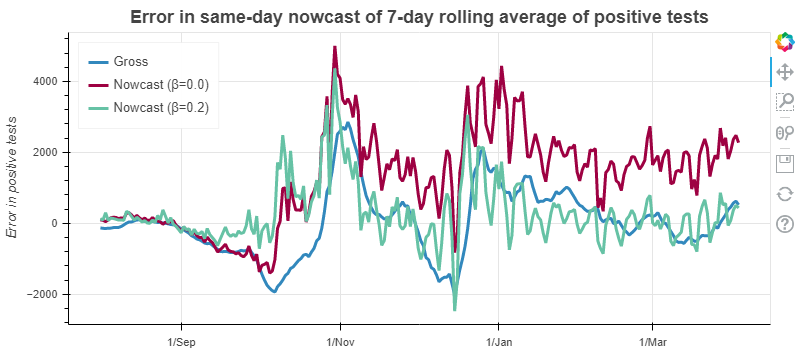 Error in same-day nowcast of 7-day rolling average of positive tests
Gross
Nowcast (β=0.0)
Nowcast (β=0.2)
Error in positive tests
4000
2000
0
−2000
1/Sep
1/Nov
1/Jan
1/Mar